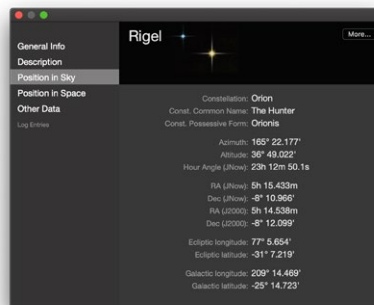 Rigel
More...
General Info
Description
Position in Sky
Position in Space
Other Data
Log Entries
Constellation: Orion
Const. Common Name: The Hunter
Const. Possessive Form: Orionis
Azimuth: 165° 22.177'
Altitude: 36° 49.022'
Hour Angle (JNow): 23h 12m 50.1s
RA (JNow): 5h 15.433m
Dec (JNow): -8° 10.966'
RA (J2000): 5h 14.538m
Dec (J2000): -8° 12.099'
Ecliptic longitude: 77° 5.654'
Ecliptic latitude: -31° 7.219'
Galactic longitude: 209° 14.469'
Galactic latitude: -25° 14.723'